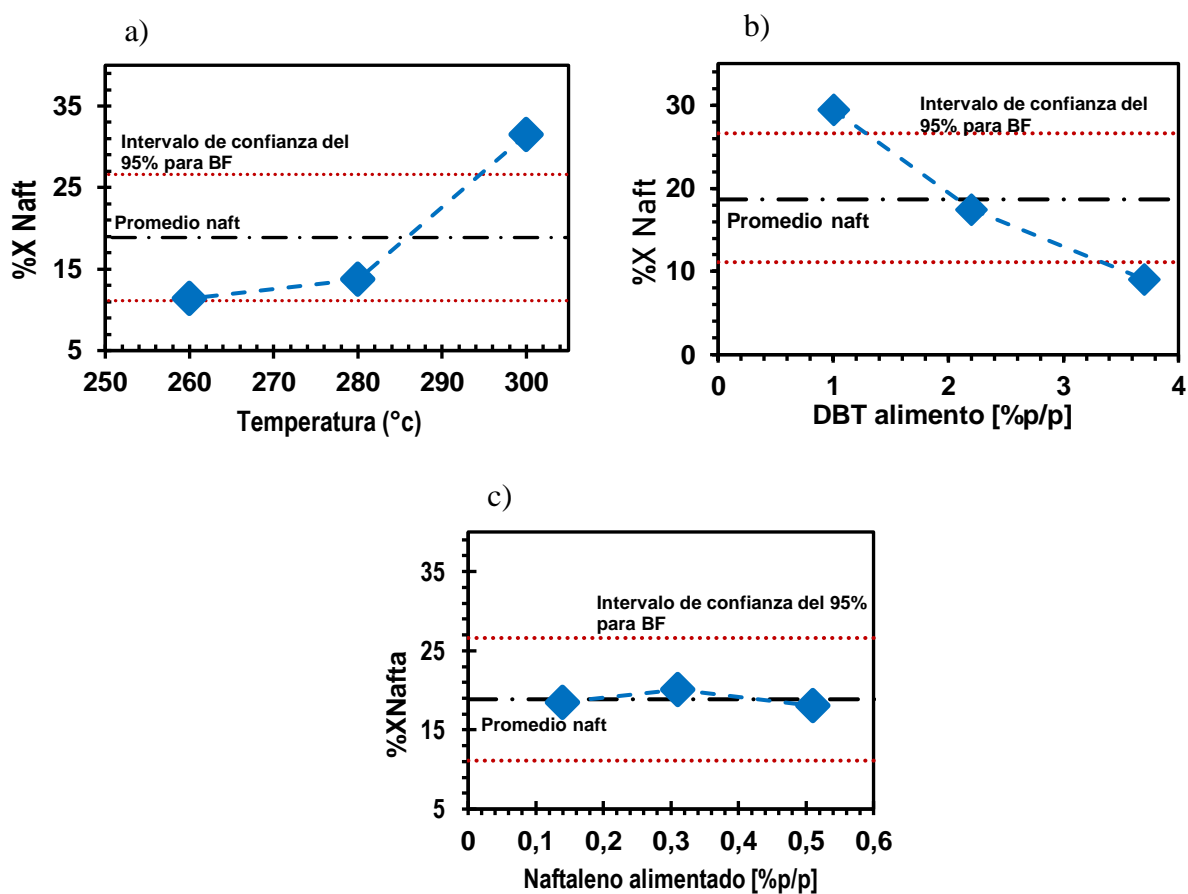 a)
35
25
15
5
%X Naft
Intervalo de confianza del
95% para BF
Promedio naft
250 260 270 280 290 300
Temperatura (°c)
b)
30
20
10
0
%X Naft
Intervalo de confianza del
95% para BF
Promedio naft
0 1 2 3 4
DBT alimento [%p/p]
c)
35
25
15
5
%XNafta
Intervalo de confianza del 95%
para BF
Promedio naft
0 0,1 0,2 0,3 0,4 0,5 0,6
Naftaleno alimentado [%p/p]